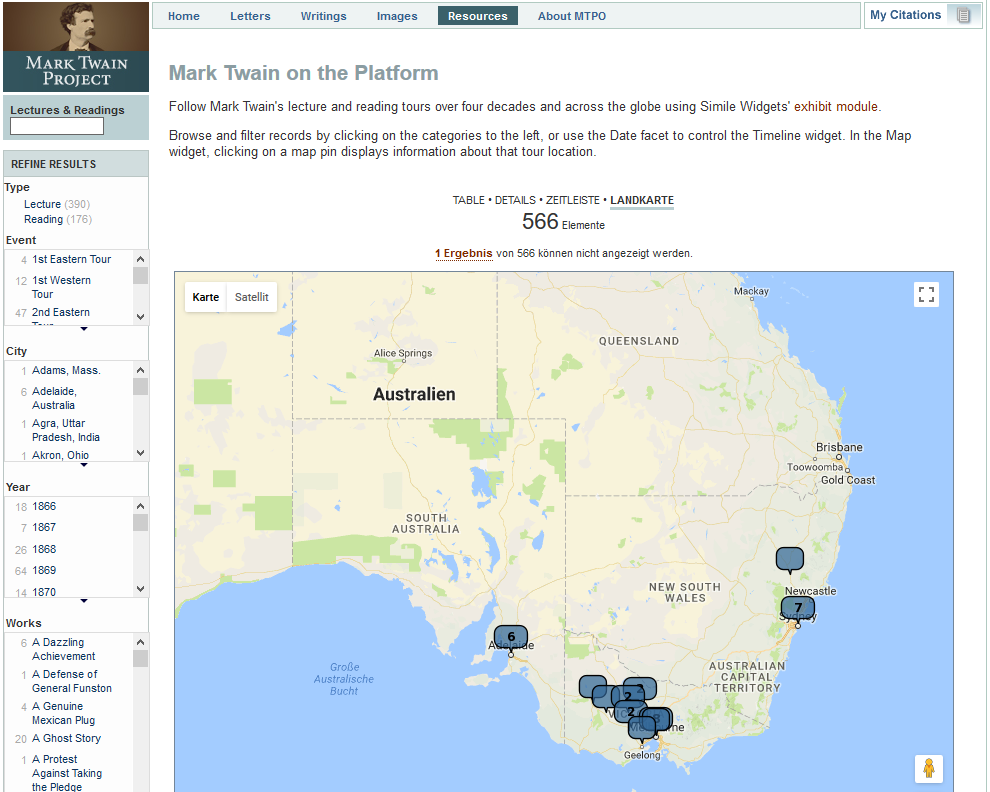 Home Letters Writings Images Resources About MTPO
My Citations
MARK TWAIN
PROJECT
Lectures & Readings
REFINE RESULTS
Type
Lecture (390)
Reading (176)
Event
4 1st Eastern Tour
12 1st Western
Tour
47 2nd Eastern
Tour
City
1 Adams, Mass.
6 Adelaide,
Australia
1 Agra, Uttar
Pradesh, India
1 Akron, Ohio
Year
18 1866
7 1867
26 1868
64 1869
14 1870
Works
6 A Dazzling
Achievement
1 A Defense of
General Funston
4 A Genuine
Mexican Plug
20 A Ghost Story
1 A Protest
Against Taking
the Pledge
Mark Twain on the Platform
Follow Mark Twain's lecture and reading tours over four decades and across the globe using Simile Widgets' exhibit module.
Browse and filter records by clicking on the categories to the left, or use the Date facet to control the Timeline widget. In the Map
widget, clicking on a map pin displays information about that tour location.
TABLE • DETAILS • ZEITLEISTE • LANDKARTE
566 Elemente
1 Ergebnis von 566 können nicht angezeigt werden.
Karte Satellit
Mackay
QUEENSLAND
Alice Springs
Australien
Brisbane
Toowoomba
Gold Coast
SOUTH
AUSTRALIA
NEW SOUTH
WALES
Newcastle
7
Sydney
6
Adelaide
Große
Australische
Bucht
AUSTRALIAN
CAPITAL
TERRITORY
2
2
2
8
Geelong